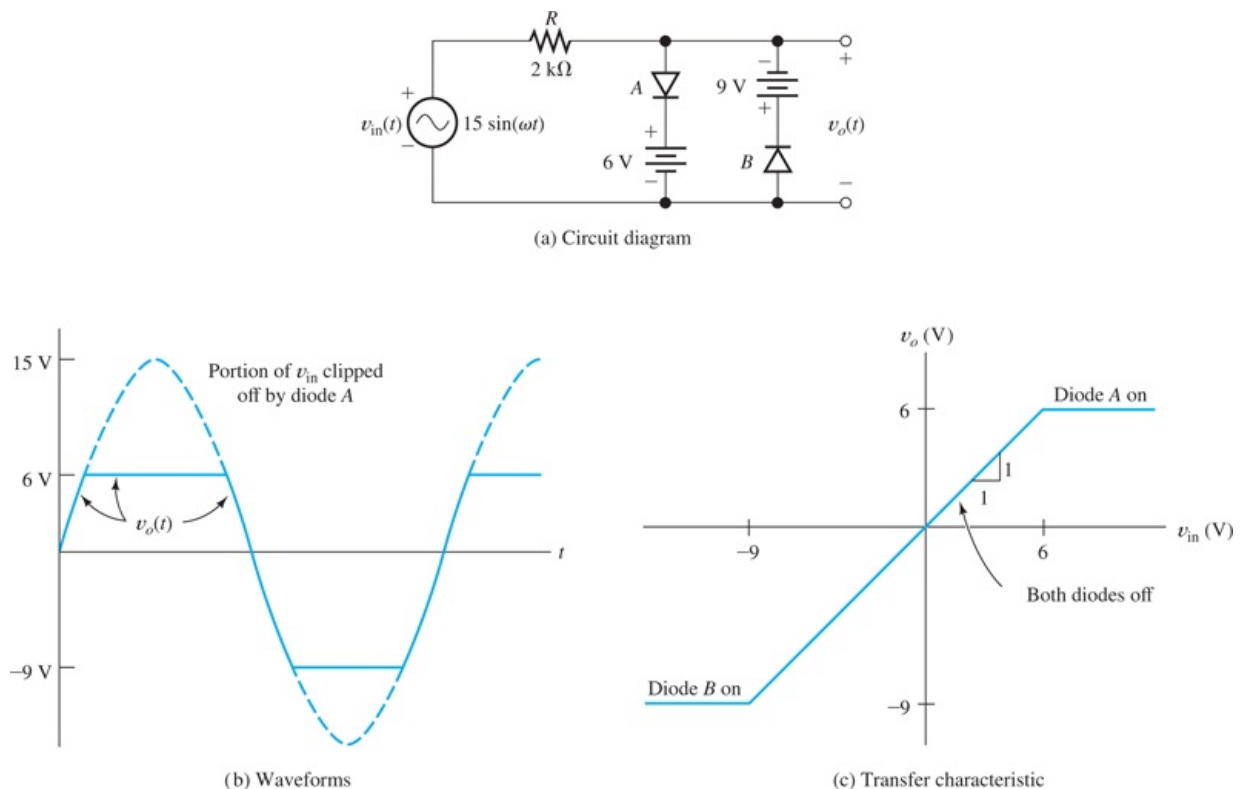 R
2 kΩ
+
A
9 V
−
+
+
v_in(t)
15 sin(ωt)
−
+
6 V
−
B
v_o(t)
−
(a) Circuit diagram
15 V
Portion of v_in clipped
off by diode A
6 V
v_o(t)
t
−9 V
(b) Waveforms
v_o (V)
6
Diode A on
1
1
−9
6
v_in (V)
Both diodes off
Diode B on
−9
(c) Transfer characteristic